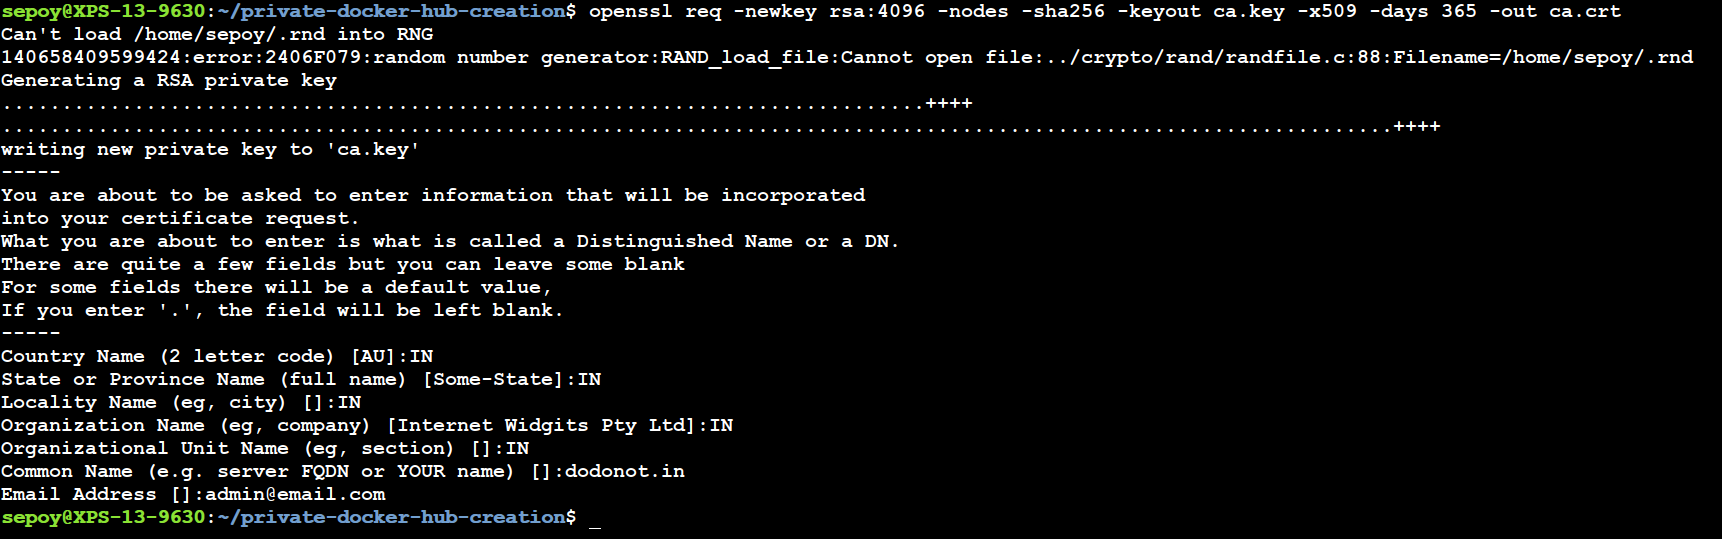 sepoy@XPS-13-9630:~/private-docker-hub-creation$ openssl req -newkey rsa:4096 -nodes -sha256 -keyout ca.key -x509 -days 365 -out ca.crt
Can't load /home/sepoy/.rnd into RNG
140658409599424:error:2406F079:random number generator:RAND_load_file:Cannot open file:../crypto/rand/randfile.c:88:Filename=/home/sepoy/.rnd
Generating a RSA private key
.............................................................................++++
....................................................................................................................++++
writing new private key to 'ca.key'
-----
You are about to be asked to enter information that will be incorporated
into your certificate request.
What you are about to enter is what is called a Distinguished Name or a DN.
There are quite a few fields but you can leave some blank
For some fields there will be a default value,
If you enter '.', the field will be left blank.
-----
Country Name (2 letter code) [AU]:IN
State or Province Name (full name) [Some-State]:IN
Locality Name (eg, city) []:IN
Organization Name (eg, company) [Internet Widgits Pty Ltd]:IN
Organizational Unit Name (eg, section) []:IN
Common Name (e.g. server FQDN or YOUR name) []:dodonot.in
Email Address []:admin@email.com
sepoy@XPS-13-9630:~/private-docker-hub-creation$ _